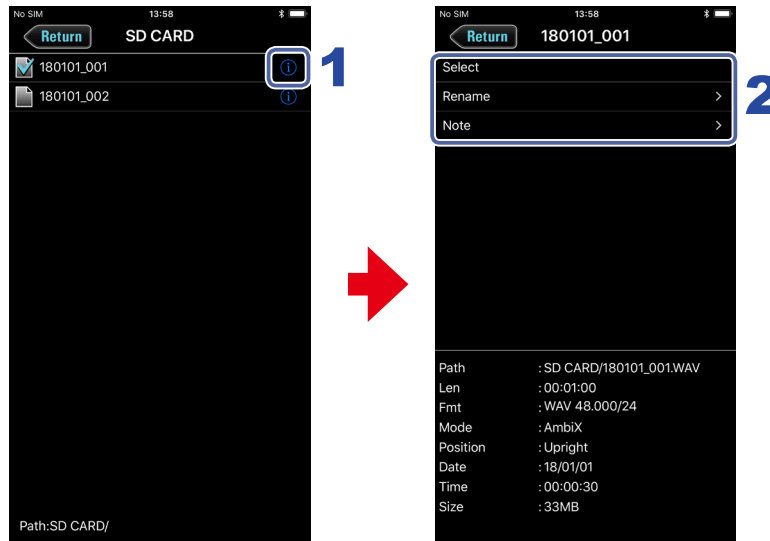 No SIM 13:58
Return SD CARD
180101_001
180101_002
Path:SD CARD/
1
No SIM 13:58
Return 180101_001
Select
Rename >
Note >
2
Path :SD CARD/180101_001.WAV
Len :00:01:00
Fmt :WAV 48.000/24
Mode :AmbiX
Position :Upright
Date :18/01/01
Time :00:00:30
Size :33MB